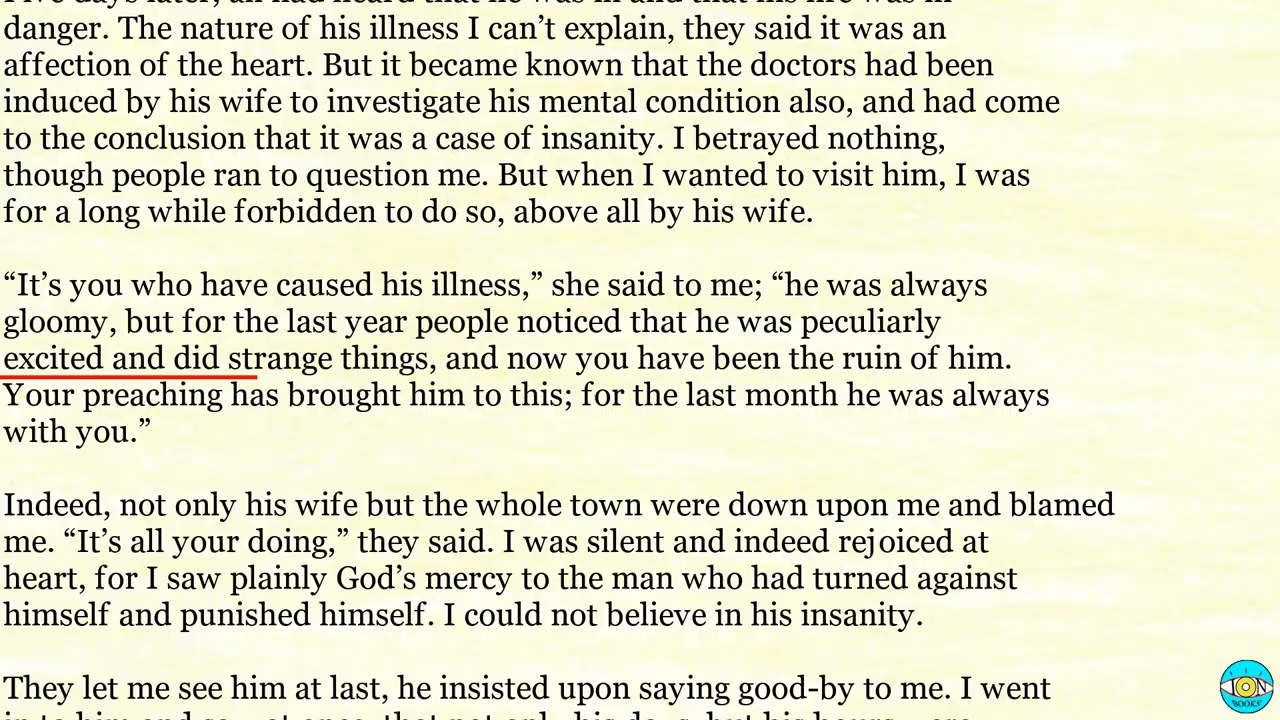 danger. The nature of his illness I can’t explain, they said it was an
affection of the heart. But it became known that the doctors had been
induced by his wife to investigate his mental condition also, and had come
to the conclusion that it was a case of insanity. I betrayed nothing,
though people ran to question me. But when I wanted to visit him, I was
for a long while forbidden to do so, above all by his wife.
“It’s you who have caused his illness,” she said to me; “he was always
gloomy, but for the last year people noticed that he was peculiarly
excited and did strange things, and now you have been the ruin of him.
Your preaching has brought him to this; for the last month he was always
with you.”
Indeed, not only his wife but the whole town were down upon me and blamed
me. “It’s all your doing,” they said. I was silent and indeed rejoiced at
heart, for I saw plainly God’s mercy to the man who had turned against
himself and punished himself. I could not believe in his insanity.
They let me see him at last, he insisted upon saying good-by to me. I went
ION
BOOKS